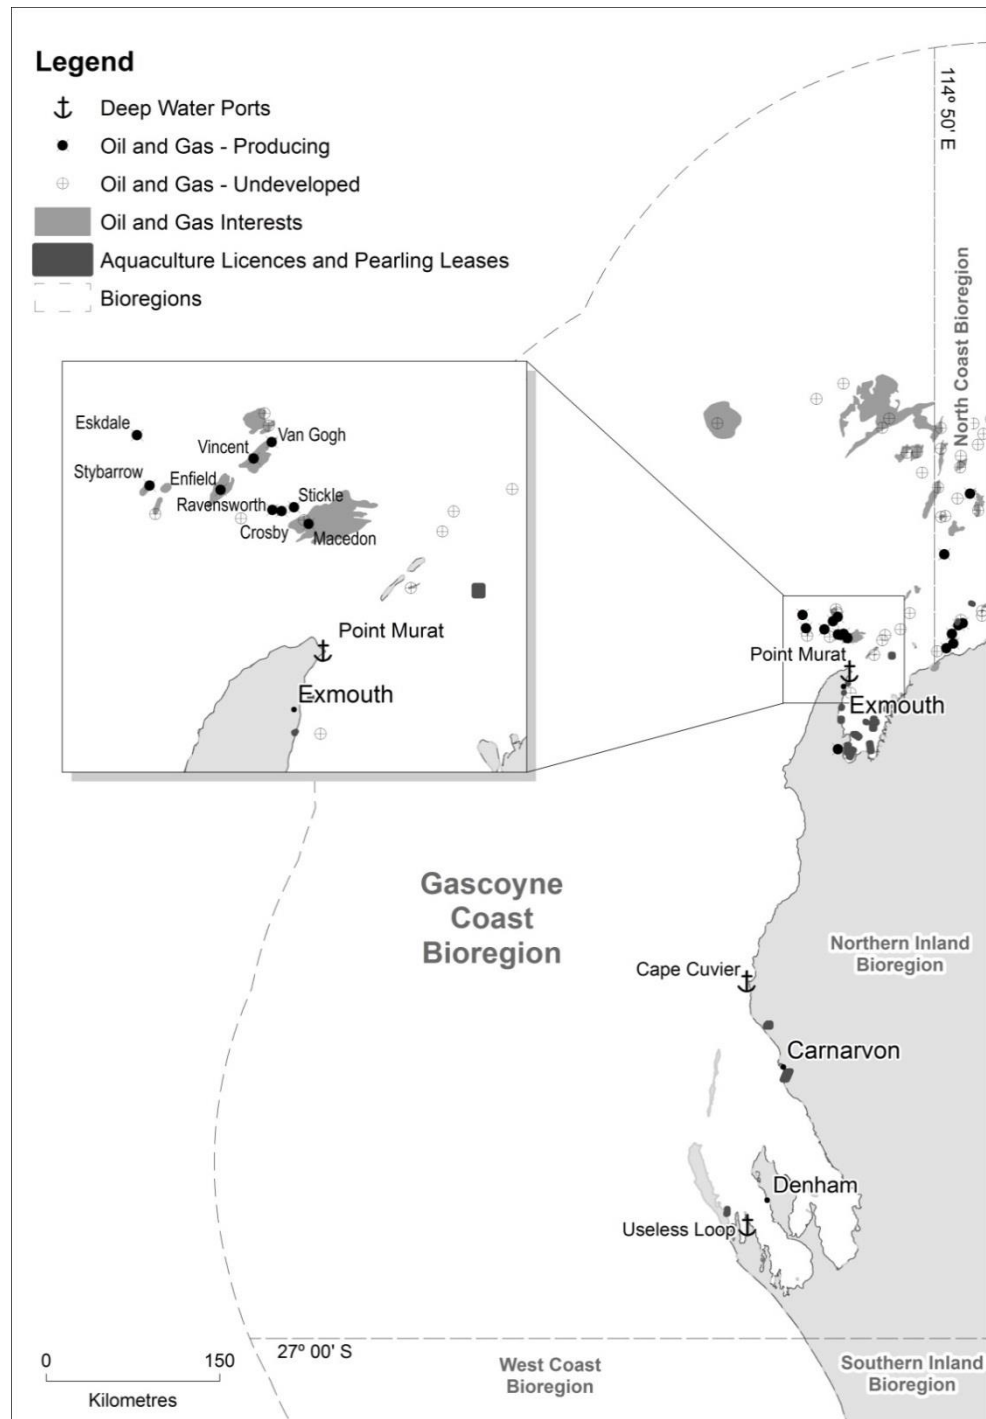 Legend
Deep Water Ports
Oil and Gas - Producing
Oil and Gas - Undeveloped
Oil and Gas Interests
Aquaculture Licences and Pearling Leases
Bioregions
114º 50' E
North Coast Bioregion
Eskdale
Van Gogh
Vincent
Stybarrow
Enfield
Ravensworth
Stickle
Crosby
Macedon
Point Murat
Exmouth
Point Murat
Exmouth
Gascoyne
Coast
Bioregion
Northern Inland
Bioregion
Cape Cuvier
Carnarvon
Denham
Useless Loop
27º 00' S
0
150
Kilometres
West Coast
Bioregion
Southern Inland
Bioregion